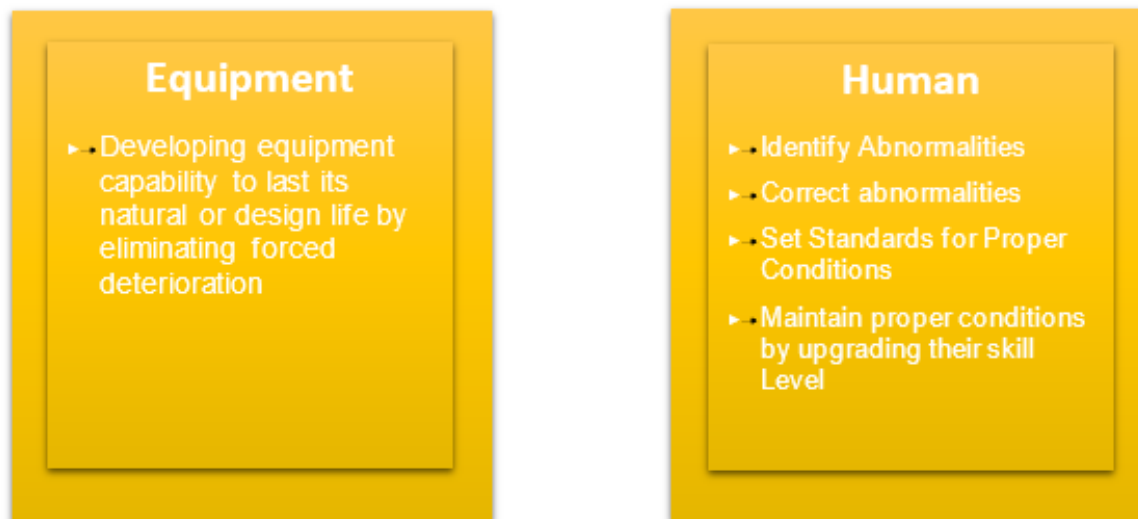 Equipment
Developing equipment
capability to last its
natural or design life by
eliminating forced
deterioration
Human
Identify Abnormalities
Correct abnormalities
Set Standards for Proper
Conditions
Maintain proper conditions
by upgrading their skill
Level